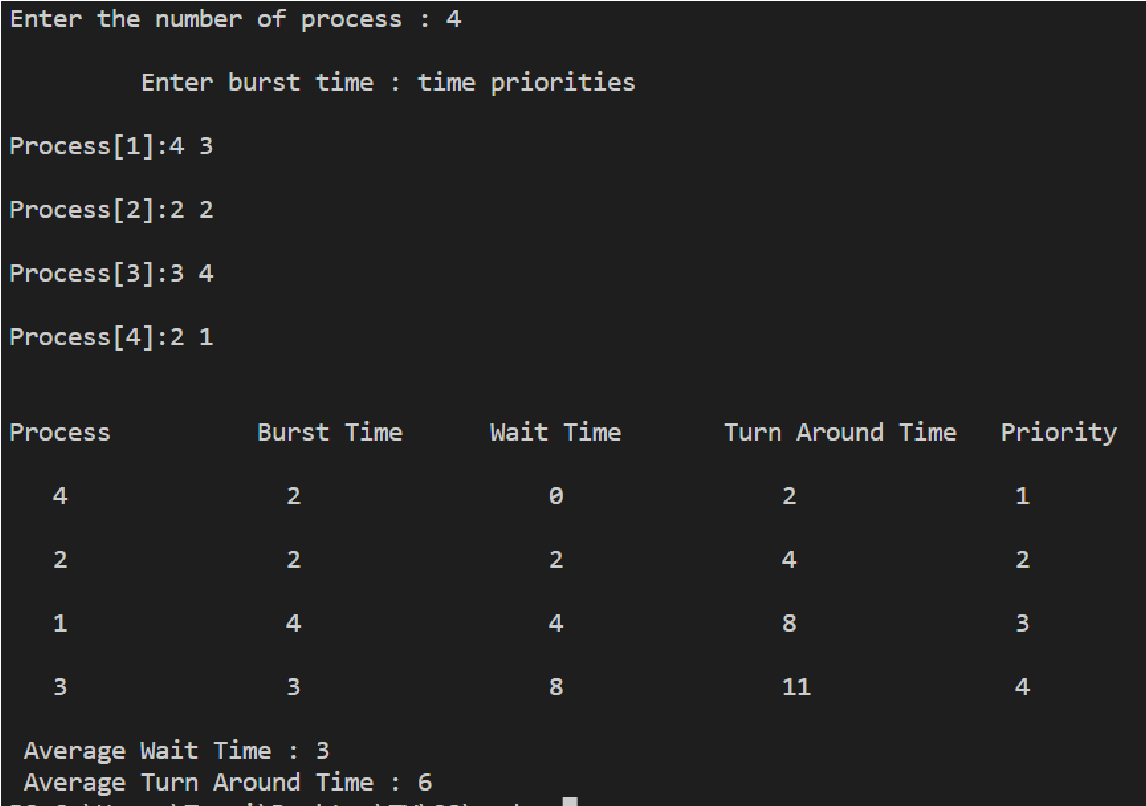 Enter the number of process : 4
Enter burst time : time priorities
Process[1]:4 3
Process[2]:2 2
Process[3]:3 4
Process[4]:2 1
Process Burst Time Wait Time Turn Around Time Priority
4 2 0 2 1
2 2 2 4 2
1 4 4 8 3
3 3 8 11 4
Average Wait Time : 3
Average Turn Around Time : 6